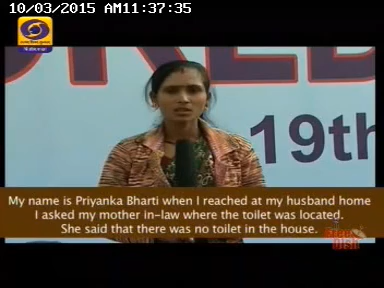 10/03/2015 AM11:37:35
19th
My name is Priyanka Bharti when I reached at my husband home
I asked my mother in-law where the toilet was located.
She said that there was no toilet in the house.
Free
Dish